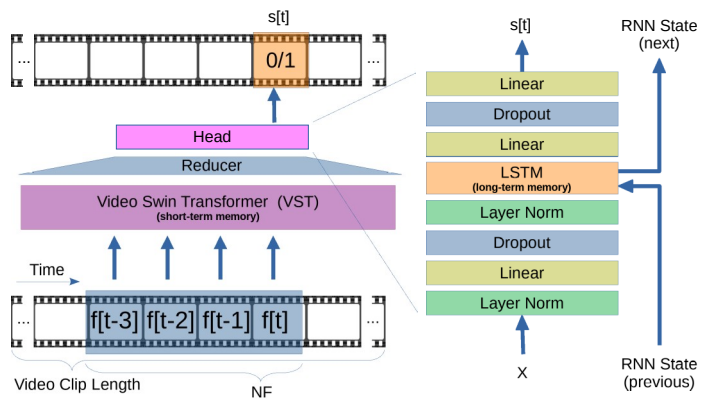 s[t]
...
0/1
...
Head
Reducer
Video Swin Transformer (VST)
(short-term memory)
Time
...
f[t-3]
f[t-2]
f[t-1]
f[t]
...
Video Clip Length
NF
s[t]
RNN State
(next)
Linear
Dropout
Linear
LSTM
(long-term memory)
Layer Norm
Dropout
Linear
Layer Norm
X
RNN State
(previous)